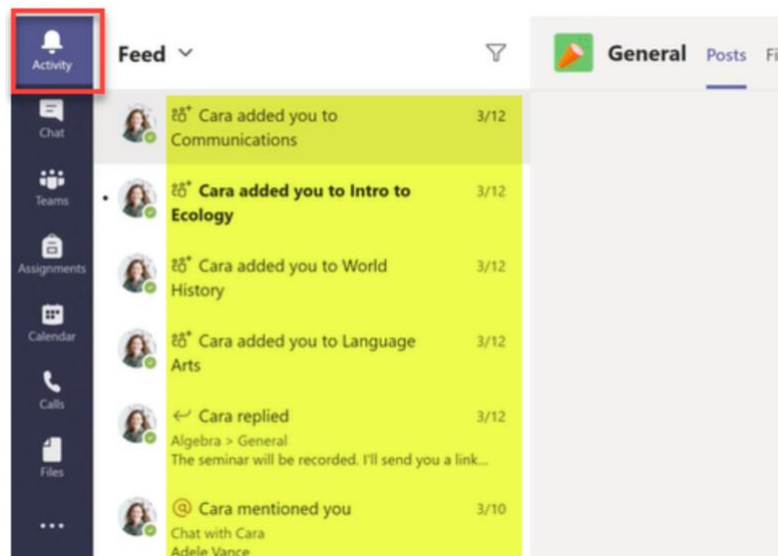 Activity
Chat
Teams
Assignments
Calendar
Calls
Files
Feed
Cara added you to 3/12
Communications
Cara added you to Intro to 3/12
Ecology
Cara added you to World 3/12
History
Cara added you to Language 3/12
Arts
Cara replied 3/12
Algebra > General
The seminar will be recorded. I'll send you a link...
@ Cara mentioned you 3/10
Chat with Cara
Adele Vance
General Posts Fi